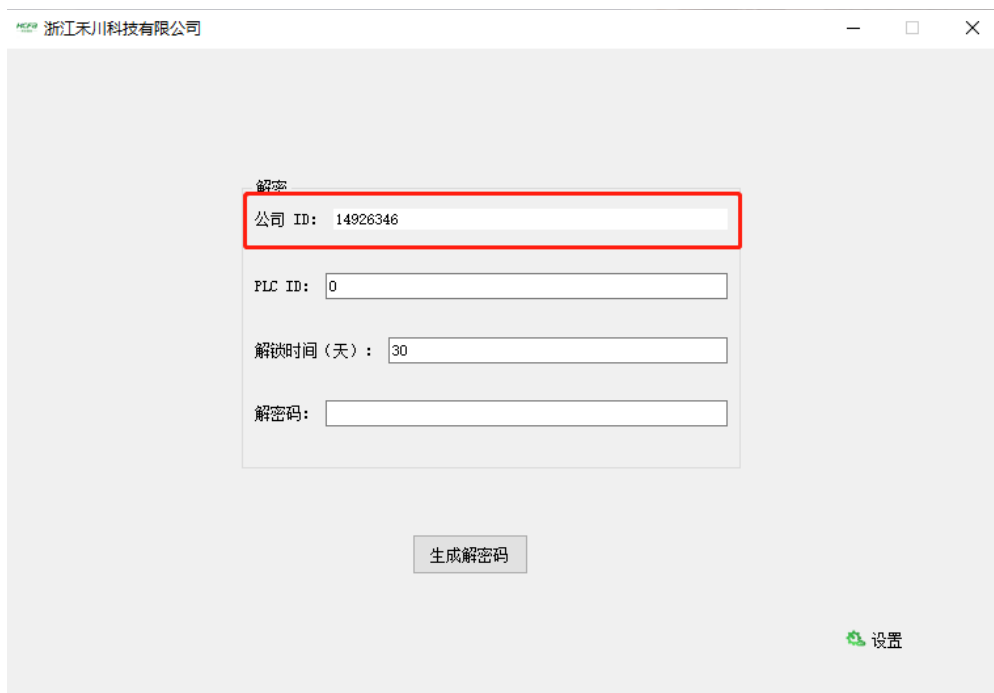 HCFA 浙江禾川科技有限公司
解密
公司 ID: 14926346
PLC ID: 0
解锁时间（天）: 30
解密码:
生成解密码
设置